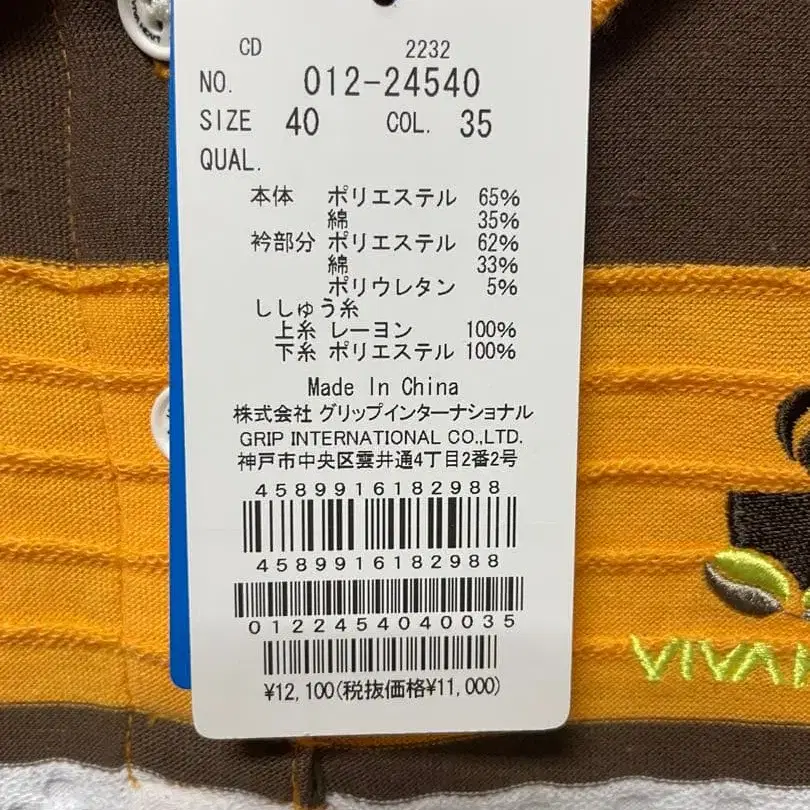 CD 2232
NO. 012-24540
SIZE 40 COL. 35
QUAL.
本体 ポリエステル 65%
綿 35%
衿部分 ポリエステル 62%
綿 33%
ポリウレタン 5%
ししゅう糸
上糸 レーヨン 100%
下糸 ポリエステル 100%
Made In China
株式会社 グリップインターナショナル
GRIP INTERNATIONAL CO.,LTD.
神戸市中央区雲井通4丁目2番2号
4589916182988
4589916182988
0122454040035
¥12,100(税抜価格¥11,000)
VIVA